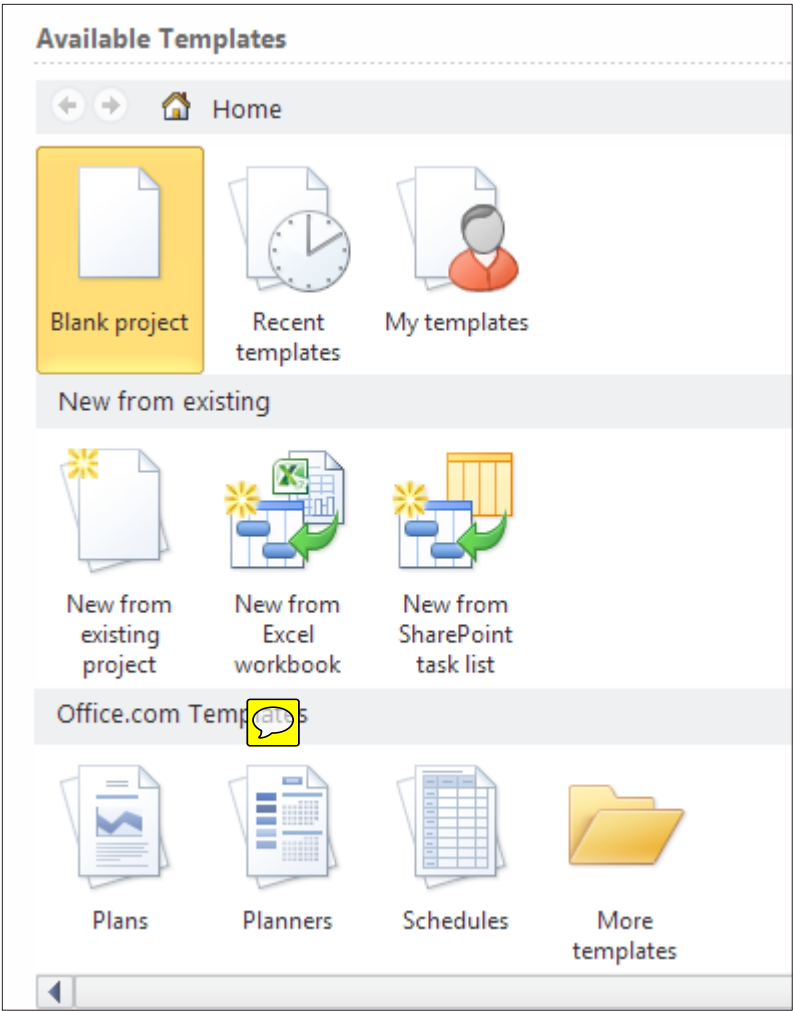 Available Templates
Home
Blank project
Recent
templates
My templates
New from existing
New from
existing
project
New from
Excel
workbook
New from
SharePoint
task list
Office.com Templates
Plans
Planners
Schedules
More
templates